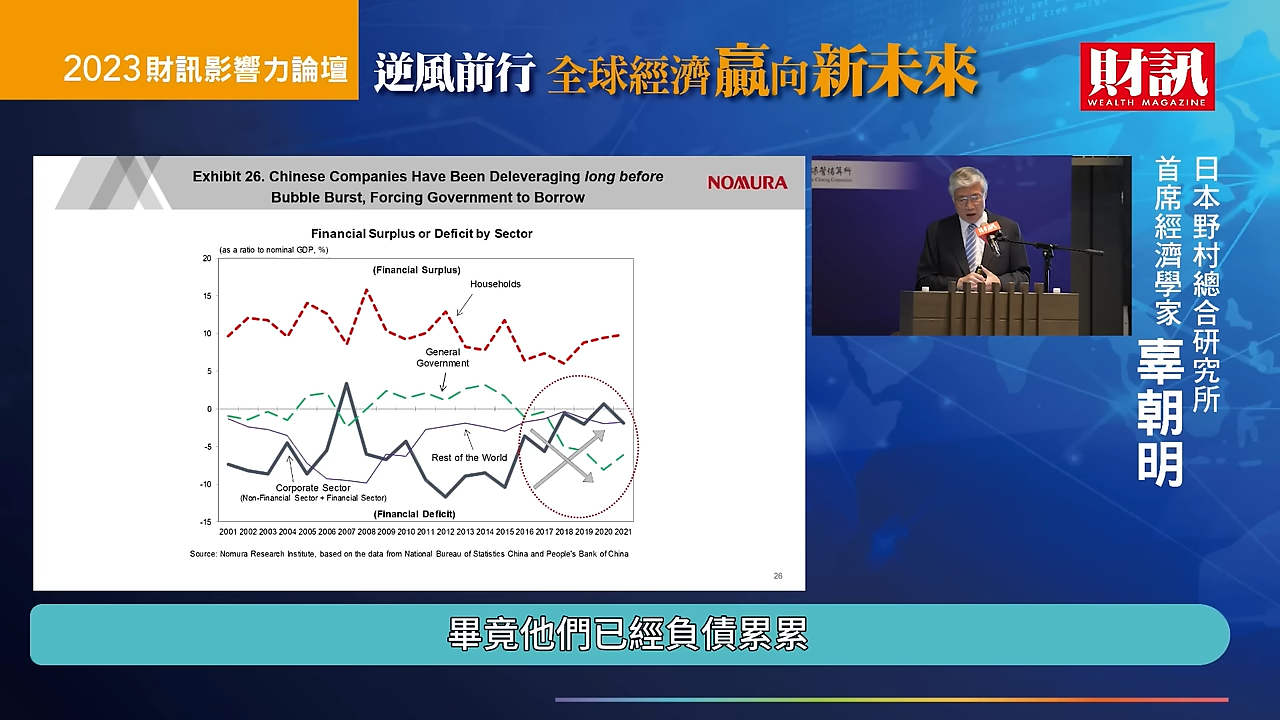 2023財訊影響力論壇
逆風前行 全球經濟贏向新未來
財訊
WEALTH MAGAZINE
Exhibit 26. Chinese Companies Have Been Deleveraging long before
Bubble Burst, Forcing Government to Borrow
NOMURA
Financial Surplus or Deficit by Sector
(as a ratio to nominal GDP, %)
20
15
10
5
0
-5
-10
-15
(Financial Surplus)
Households
General
Government
Rest of the World
Corporate Sector
(Non-Financial Sector + Financial Sector)
(Financial Deficit)
2001 2002 2003 2004 2005 2006 2007 2008 2009 2010 2011 2012 2013 2014 2015 2016 2017 2018 2019 2020 2021
Source: Nomura Research Institute, based on the data from National Bureau of Statistics China and People's Bank of China
26
日本野村總合研究所
首席經濟學家 辜朝明
財訊
畢竟他們已經負債累累